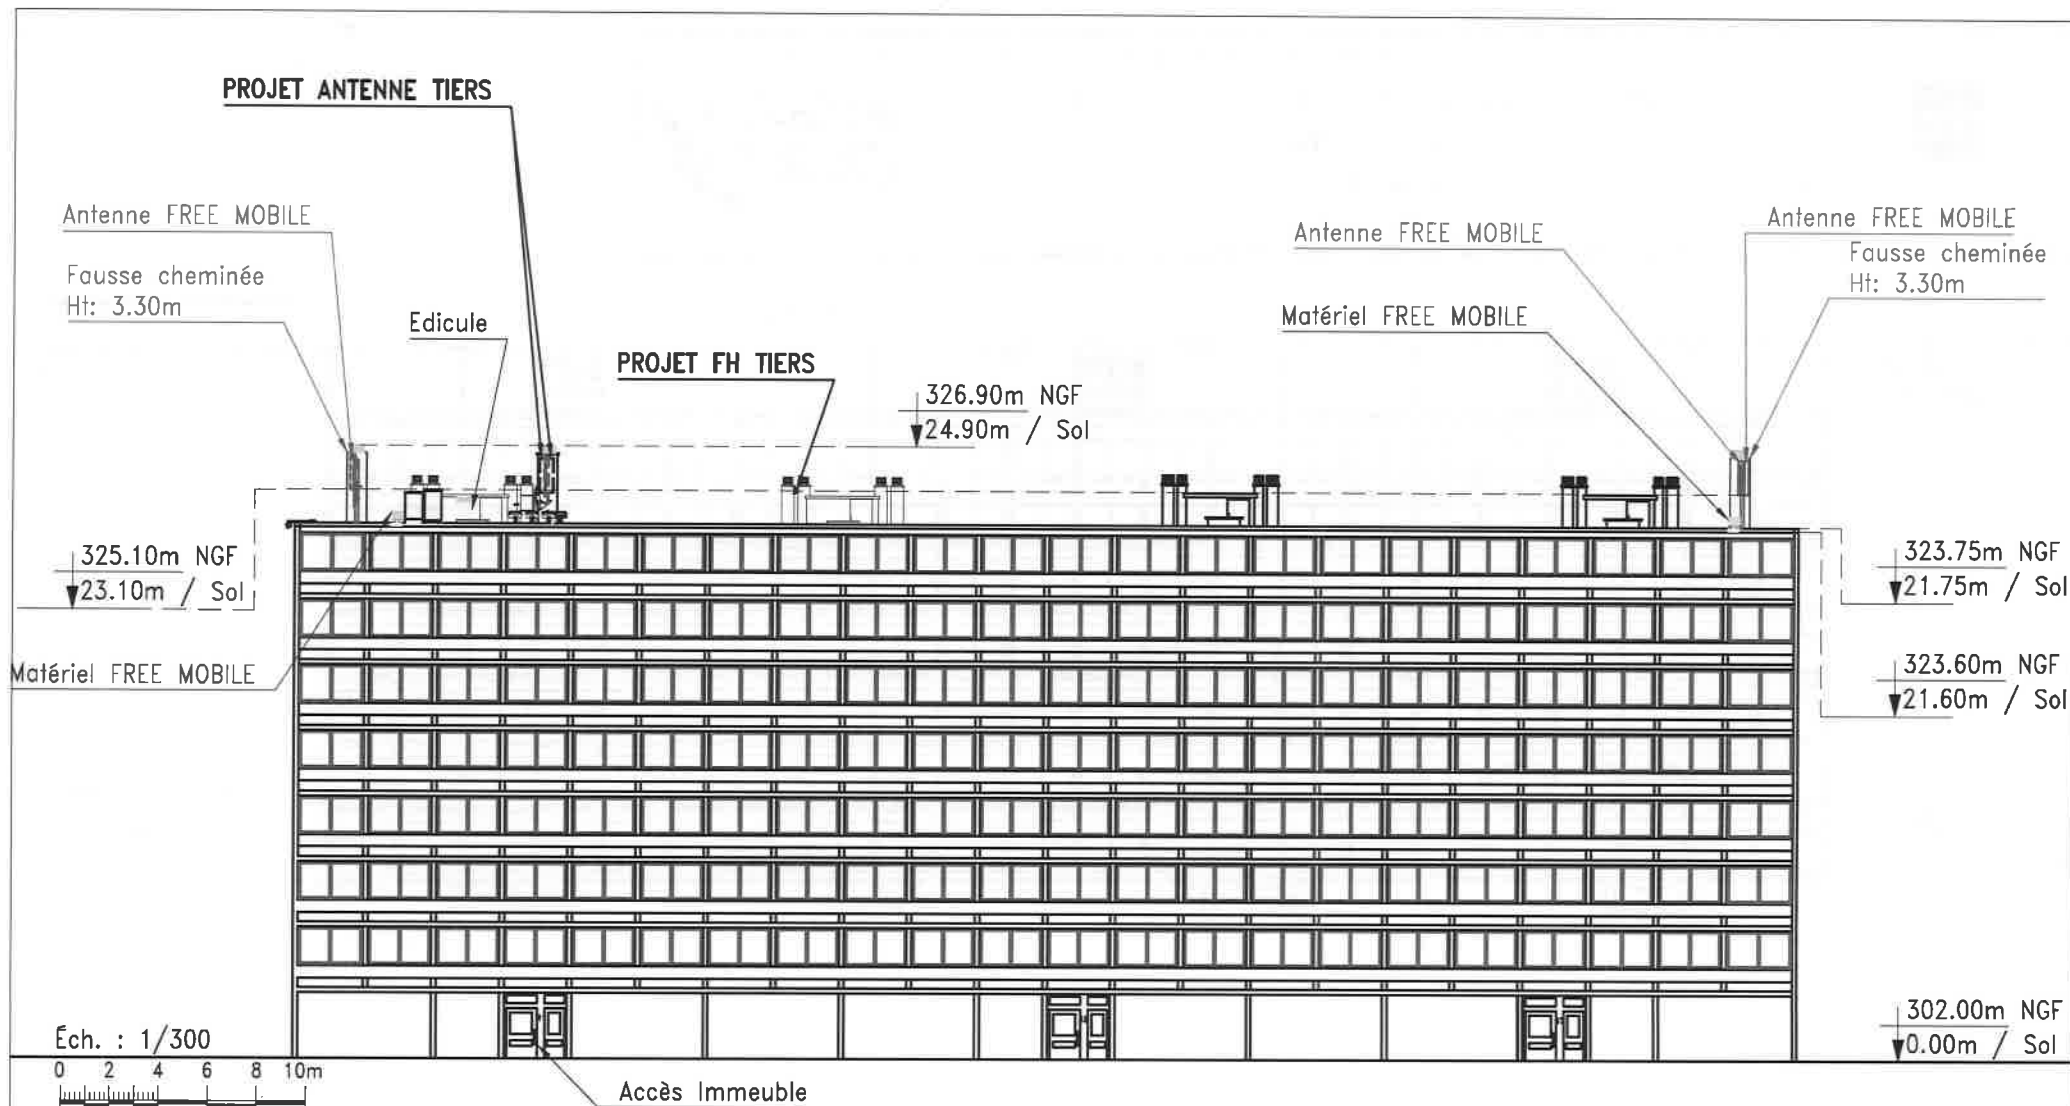 PROJET ANTENNE TIERS
Antenne FREE MOBILE
Fausse cheminée
Ht: 3.30m
Edicule
PROJET FH TIERS
326.90m NGF
24.90m / Sol
Antenne FREE MOBILE
Matériel FREE MOBILE
Antenne FREE MOBILE
Fausse cheminée
Ht: 3.30m
325.10m NGF
23.10m / Sol
Matériel FREE MOBILE
323.75m NGF
21.75m / Sol
323.60m NGF
21.60m / Sol
302.00m NGF
0.00m / Sol
Éch. : 1/300
0 2 4 6 8 10m
Accès Immeuble